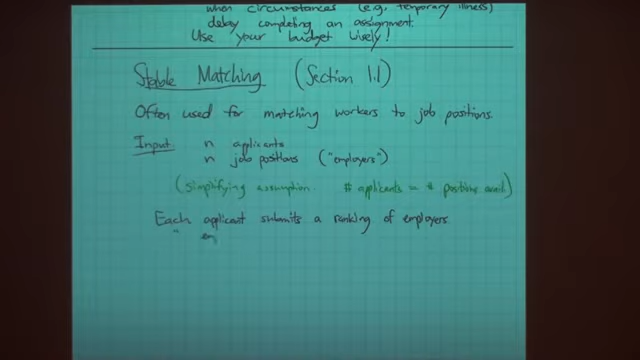 when circumstances (e.g. temporary illness)
delay completing an assignment.
Use your budget wisely!
Stable Matching (Section 1.1)
Often used for matching workers to job positions.
Input n applicants
n job positions ("employers")
(simplifying assumption # applicants = # positions avail.)
Each applicant submits a ranking of employers
" em